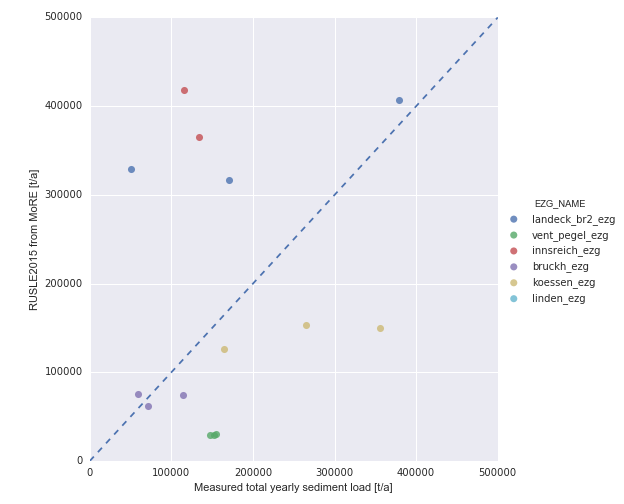 500000
400000
300000
200000
100000
0
RUSLE2015 from MoRE [t/a]
0 100000 200000 300000 400000 500000
Measured total yearly sediment load [t/a]
EZG_NAME
landeck_br2_ezg
vent_pegel_ezg
innsreich_ezg
bruckh_ezg
koessen_ezg
linden_ezg